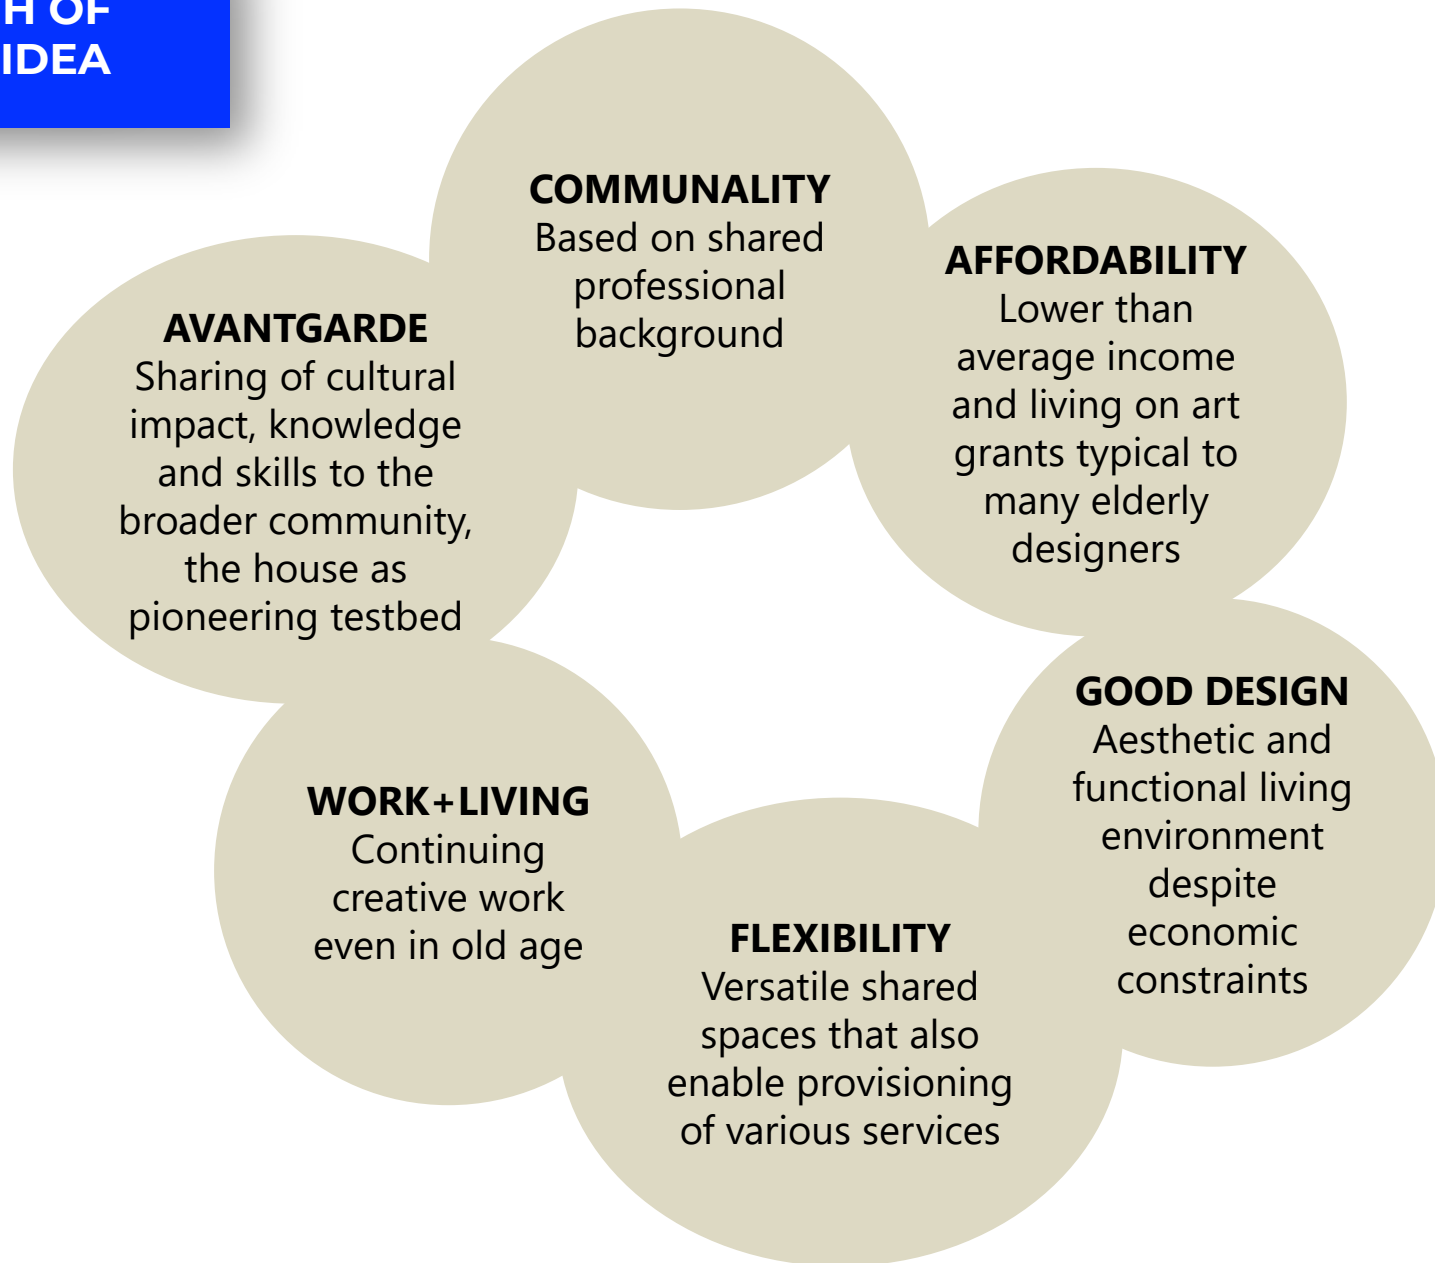 H OF
IDEA
COMMUNALITY
Based on shared
professional
background
AFFORDABILITY
Lower than
average income
and living on art
grants typical to
many elderly
designers
AVANTGARDE
Sharing of cultural
impact, knowledge
and skills to the
broader community,
the house as
pioneering testbed
GOOD DESIGN
Aesthetic and
functional living
environment
despite
economic
constraints
WORK+LIVING
Continuing
creative work
even in old age
FLEXIBILITY
Versatile shared
spaces that also
enable provisioning
of various services